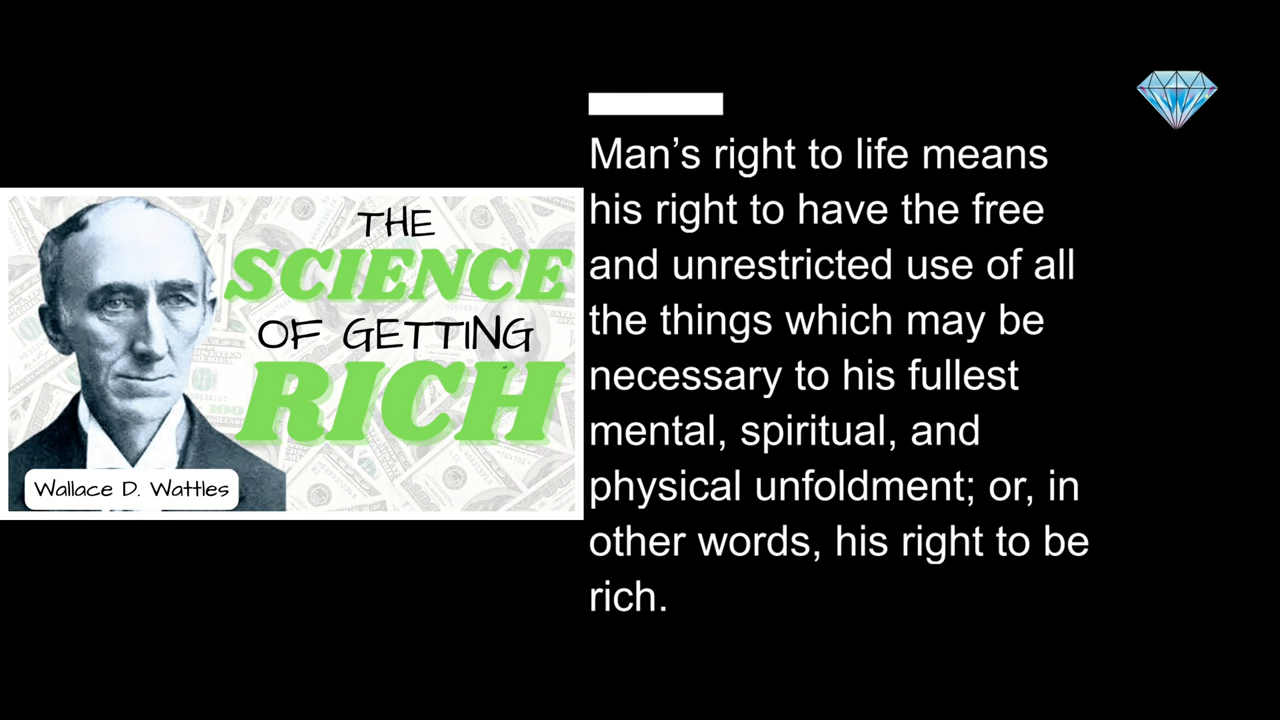 THE
SCIENCE
OF GETTING
RICH
Wallace D. Wattles
Man’s right to life means
his right to have the free
and unrestricted use of all
the things which may be
necessary to his fullest
mental, spiritual, and
physical unfoldment; or, in
other words, his right to be
rich.